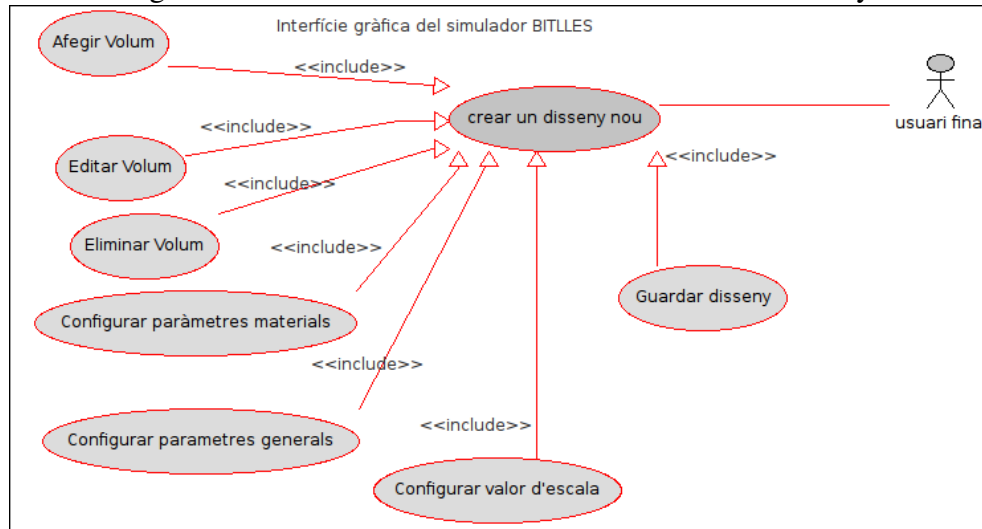 Interfície gràfica del simulador BITLLES
Afegir Volum
<<include>>
crear un disseny nou
usuari fina
<<include>>
Editar Volum
<<include>>
<<include>>
Eliminar Volum
<<include>>
Guardar disseny
Configurar paràmetres materials
<<include>>
Configurar parametres generals
<<include>>
Configurar valor d'escala